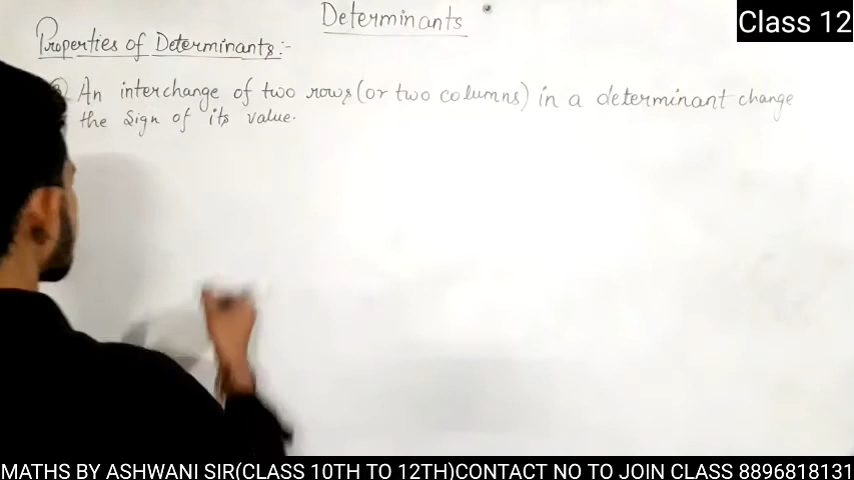 Determinants
Class 12
Properties of Determinants:-
An interchange of two rows (or two columns) in a determinant change
the sign of its value.
MATHS BY ASHWANI SIR(CLASS 10TH TO 12TH)CONTACT NO TO JOIN CLASS 8896818131